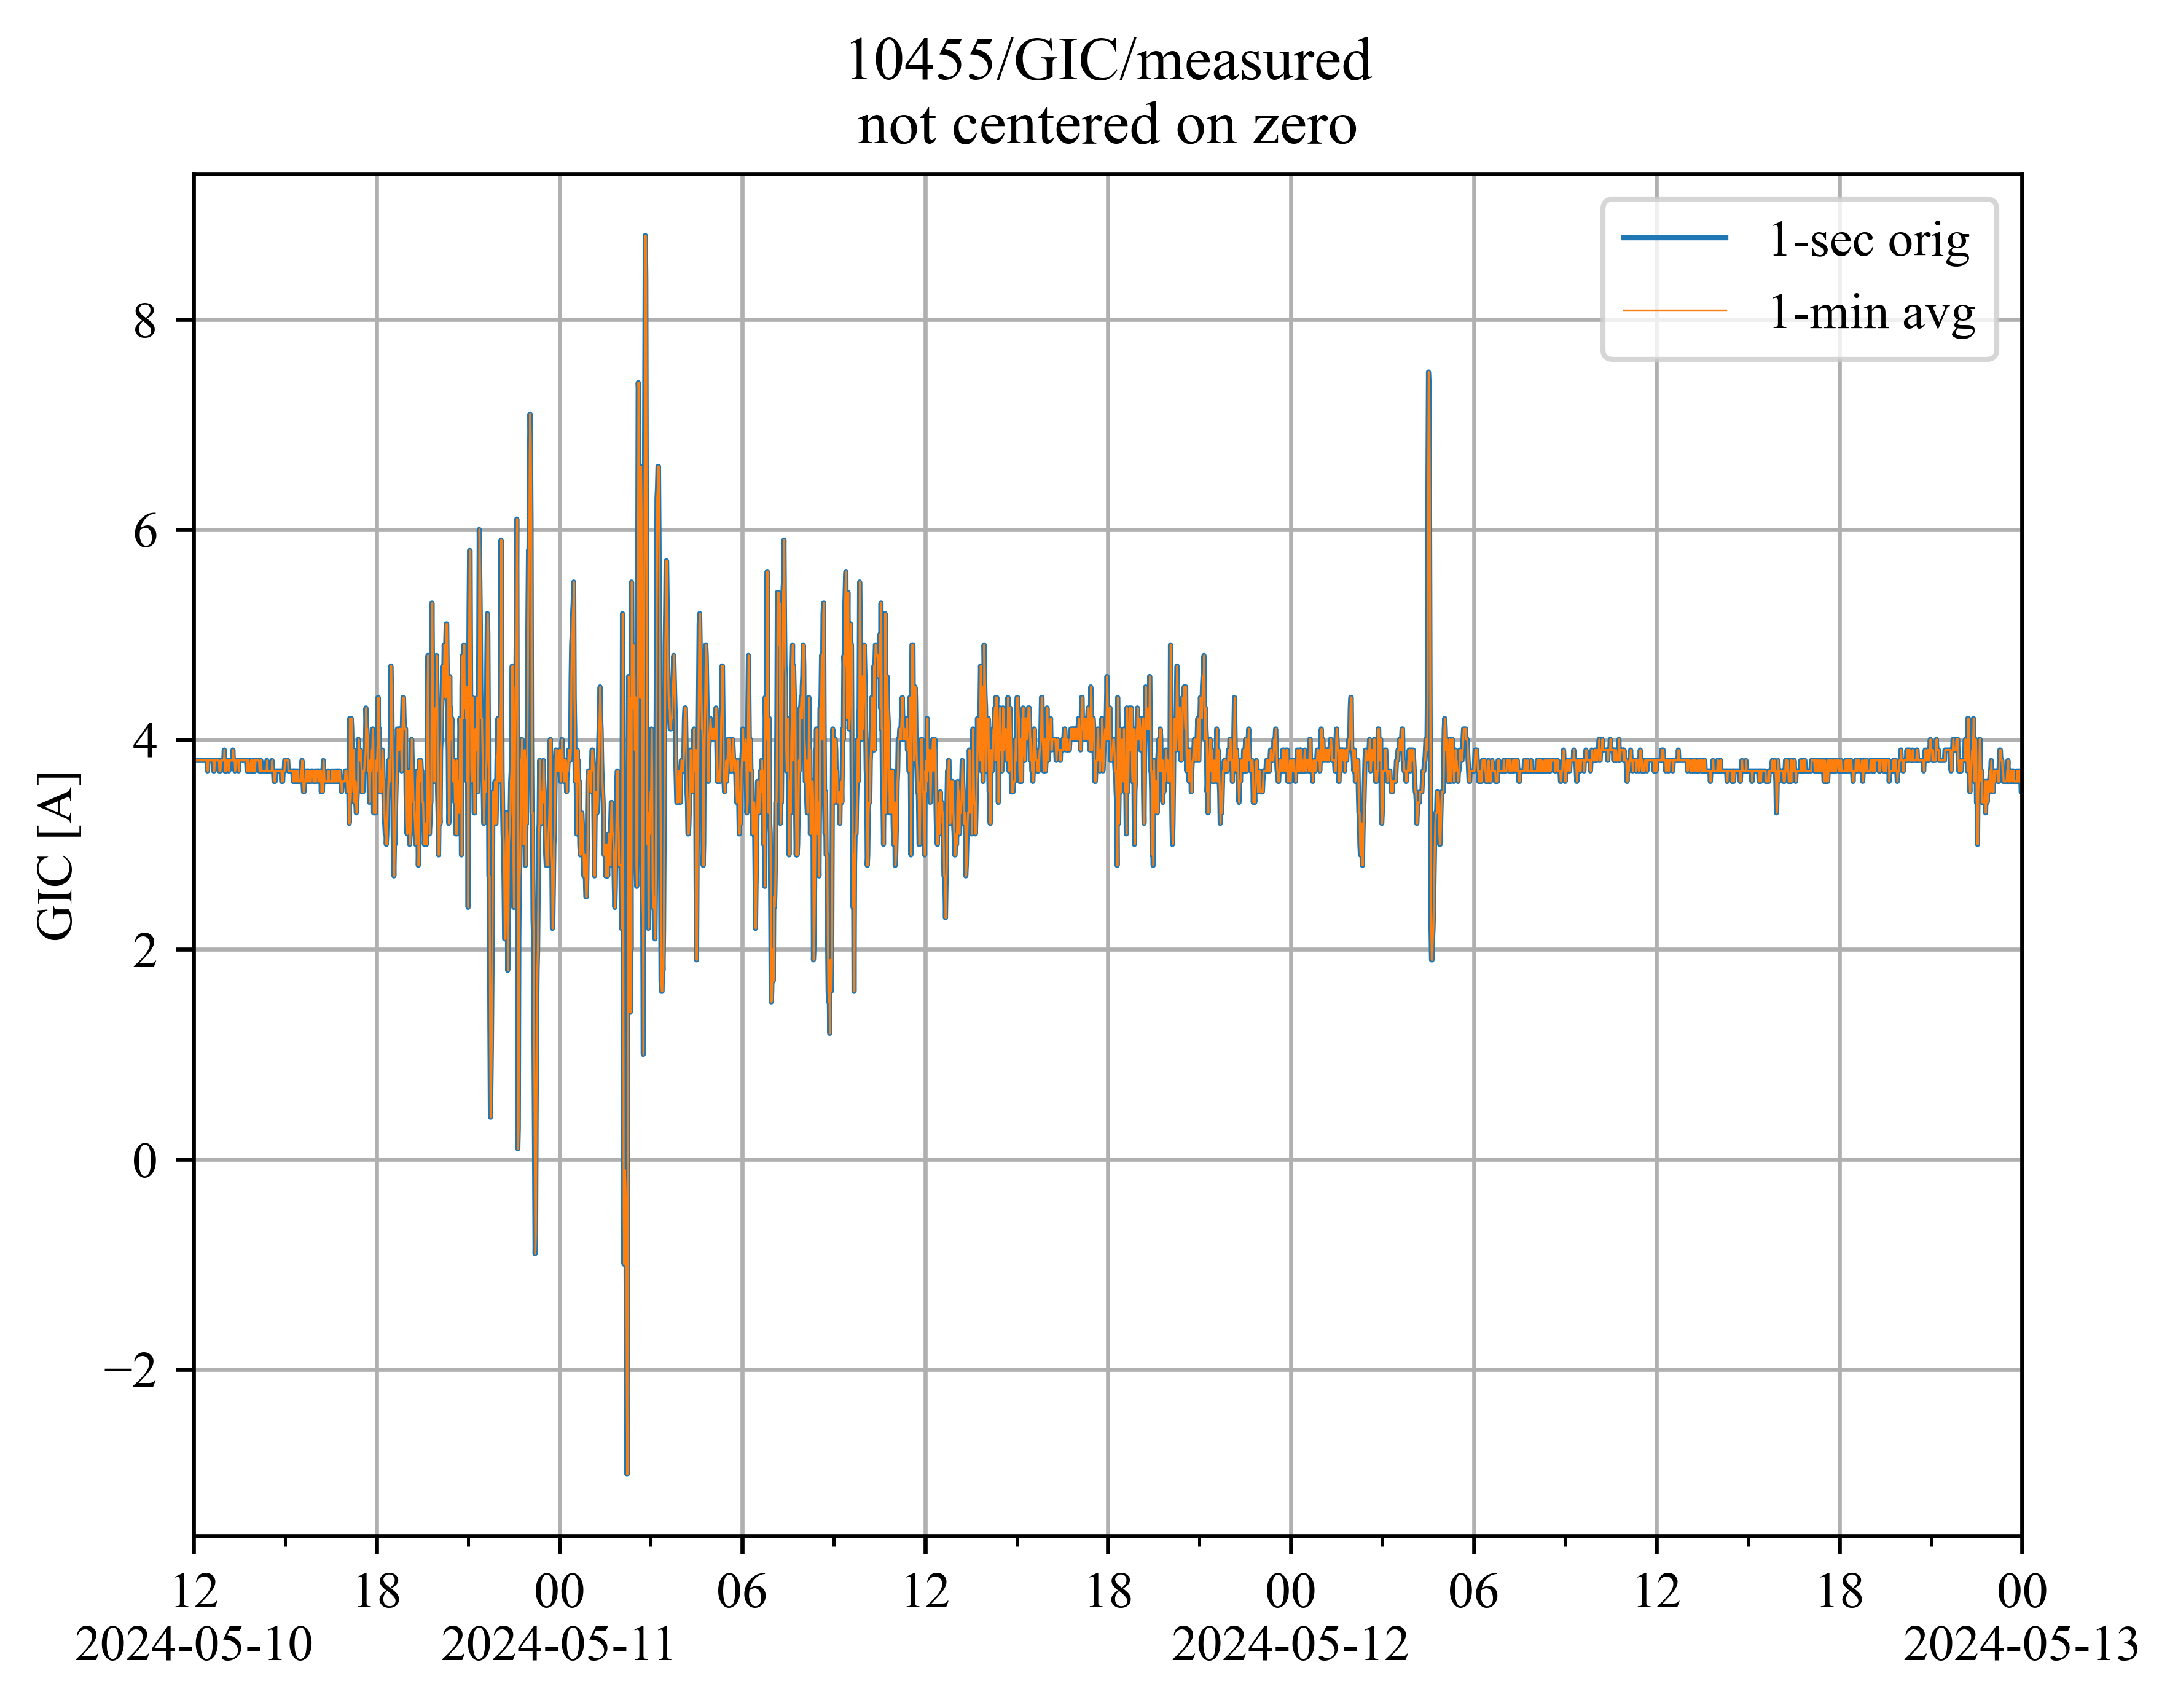 10455/GIC/measured
not centered on zero
1-sec orig
1-min avg
8
6
4
2
0
−2
GIC [A]
12 18 00 06 12 18 00 06 12 18 00
2024-05-10 2024-05-11 2024-05-12 2024-05-13